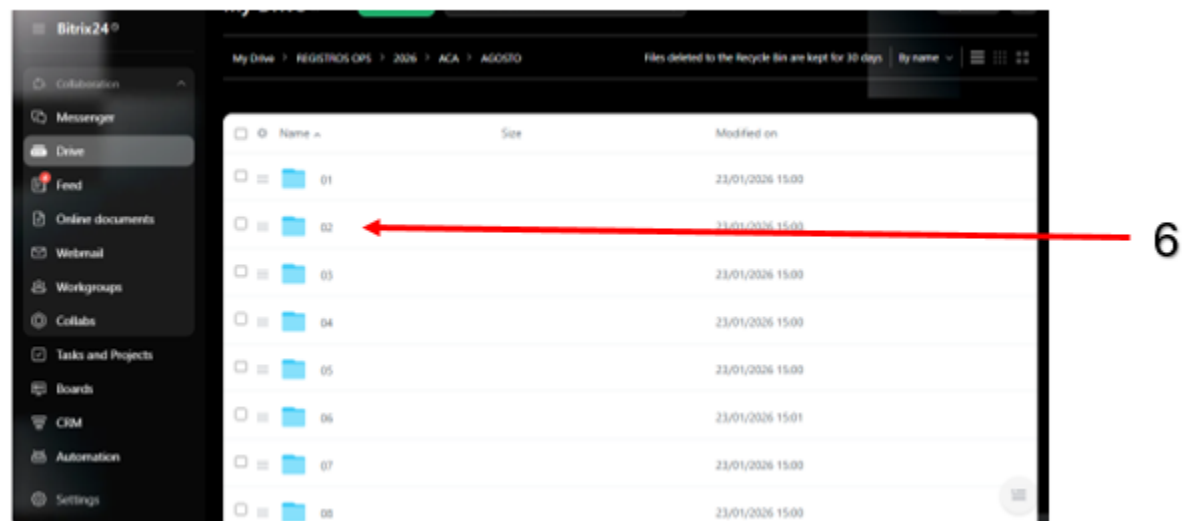 Bitrix24
My Drive > REGISTROS OPS > 2026 > ACA > AGOSTO
Files deleted to the Recycle Bin are kept for 30 days
By name
Collaboration
Messenger
Drive
Feed
Online documents
Webmail
Workgroups
Collabs
Tasks and Projects
Boards
CRM
Automation
Settings
Name Size Modified on
01 23/01/2026 15:00
02 23/01/2026 15:00
03 23/01/2026 15:00
04 23/01/2026 15:00
05 23/01/2026 15:00
06 23/01/2026 15:01
07 23/01/2026 15:00
08 23/01/2026 15:00
6